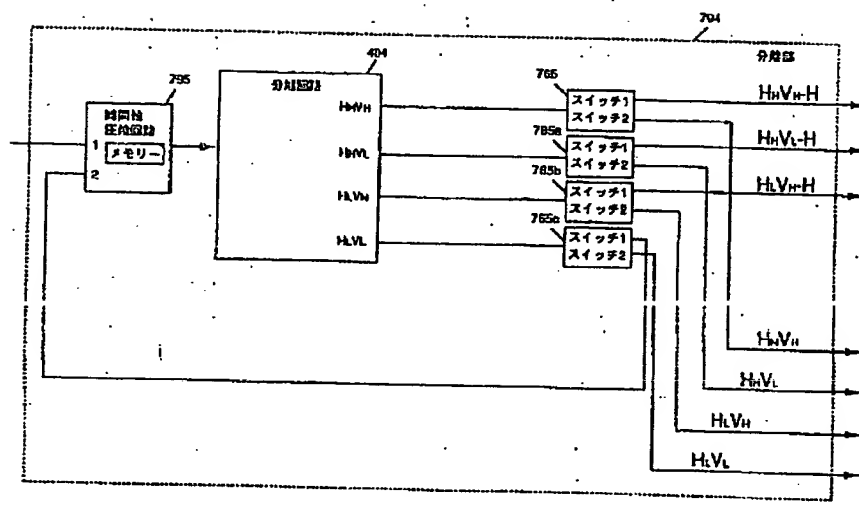 794
分離部
795
時間軸
圧縮回路
メモリー
1
2
404
分離回路
HHVH
HHVL
HLVH
HLVL
765
スイッチ1
スイッチ2
765a
スイッチ1
スイッチ2
765b
スイッチ1
スイッチ2
765c
スイッチ1
スイッチ2
HHVH-H
HHVL-H
HLVH-H
HHVH
HHVL
HLVH
HLVL